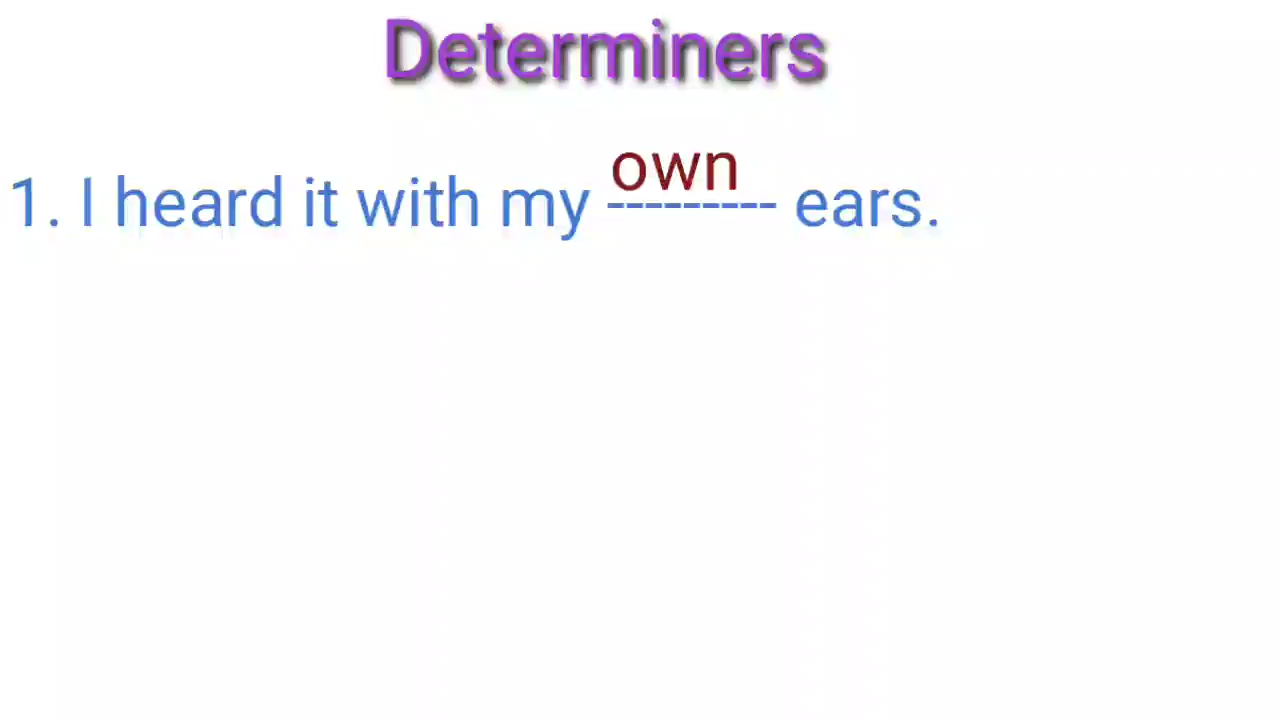 Determiners
own
1. I heard it with my --------- ears.